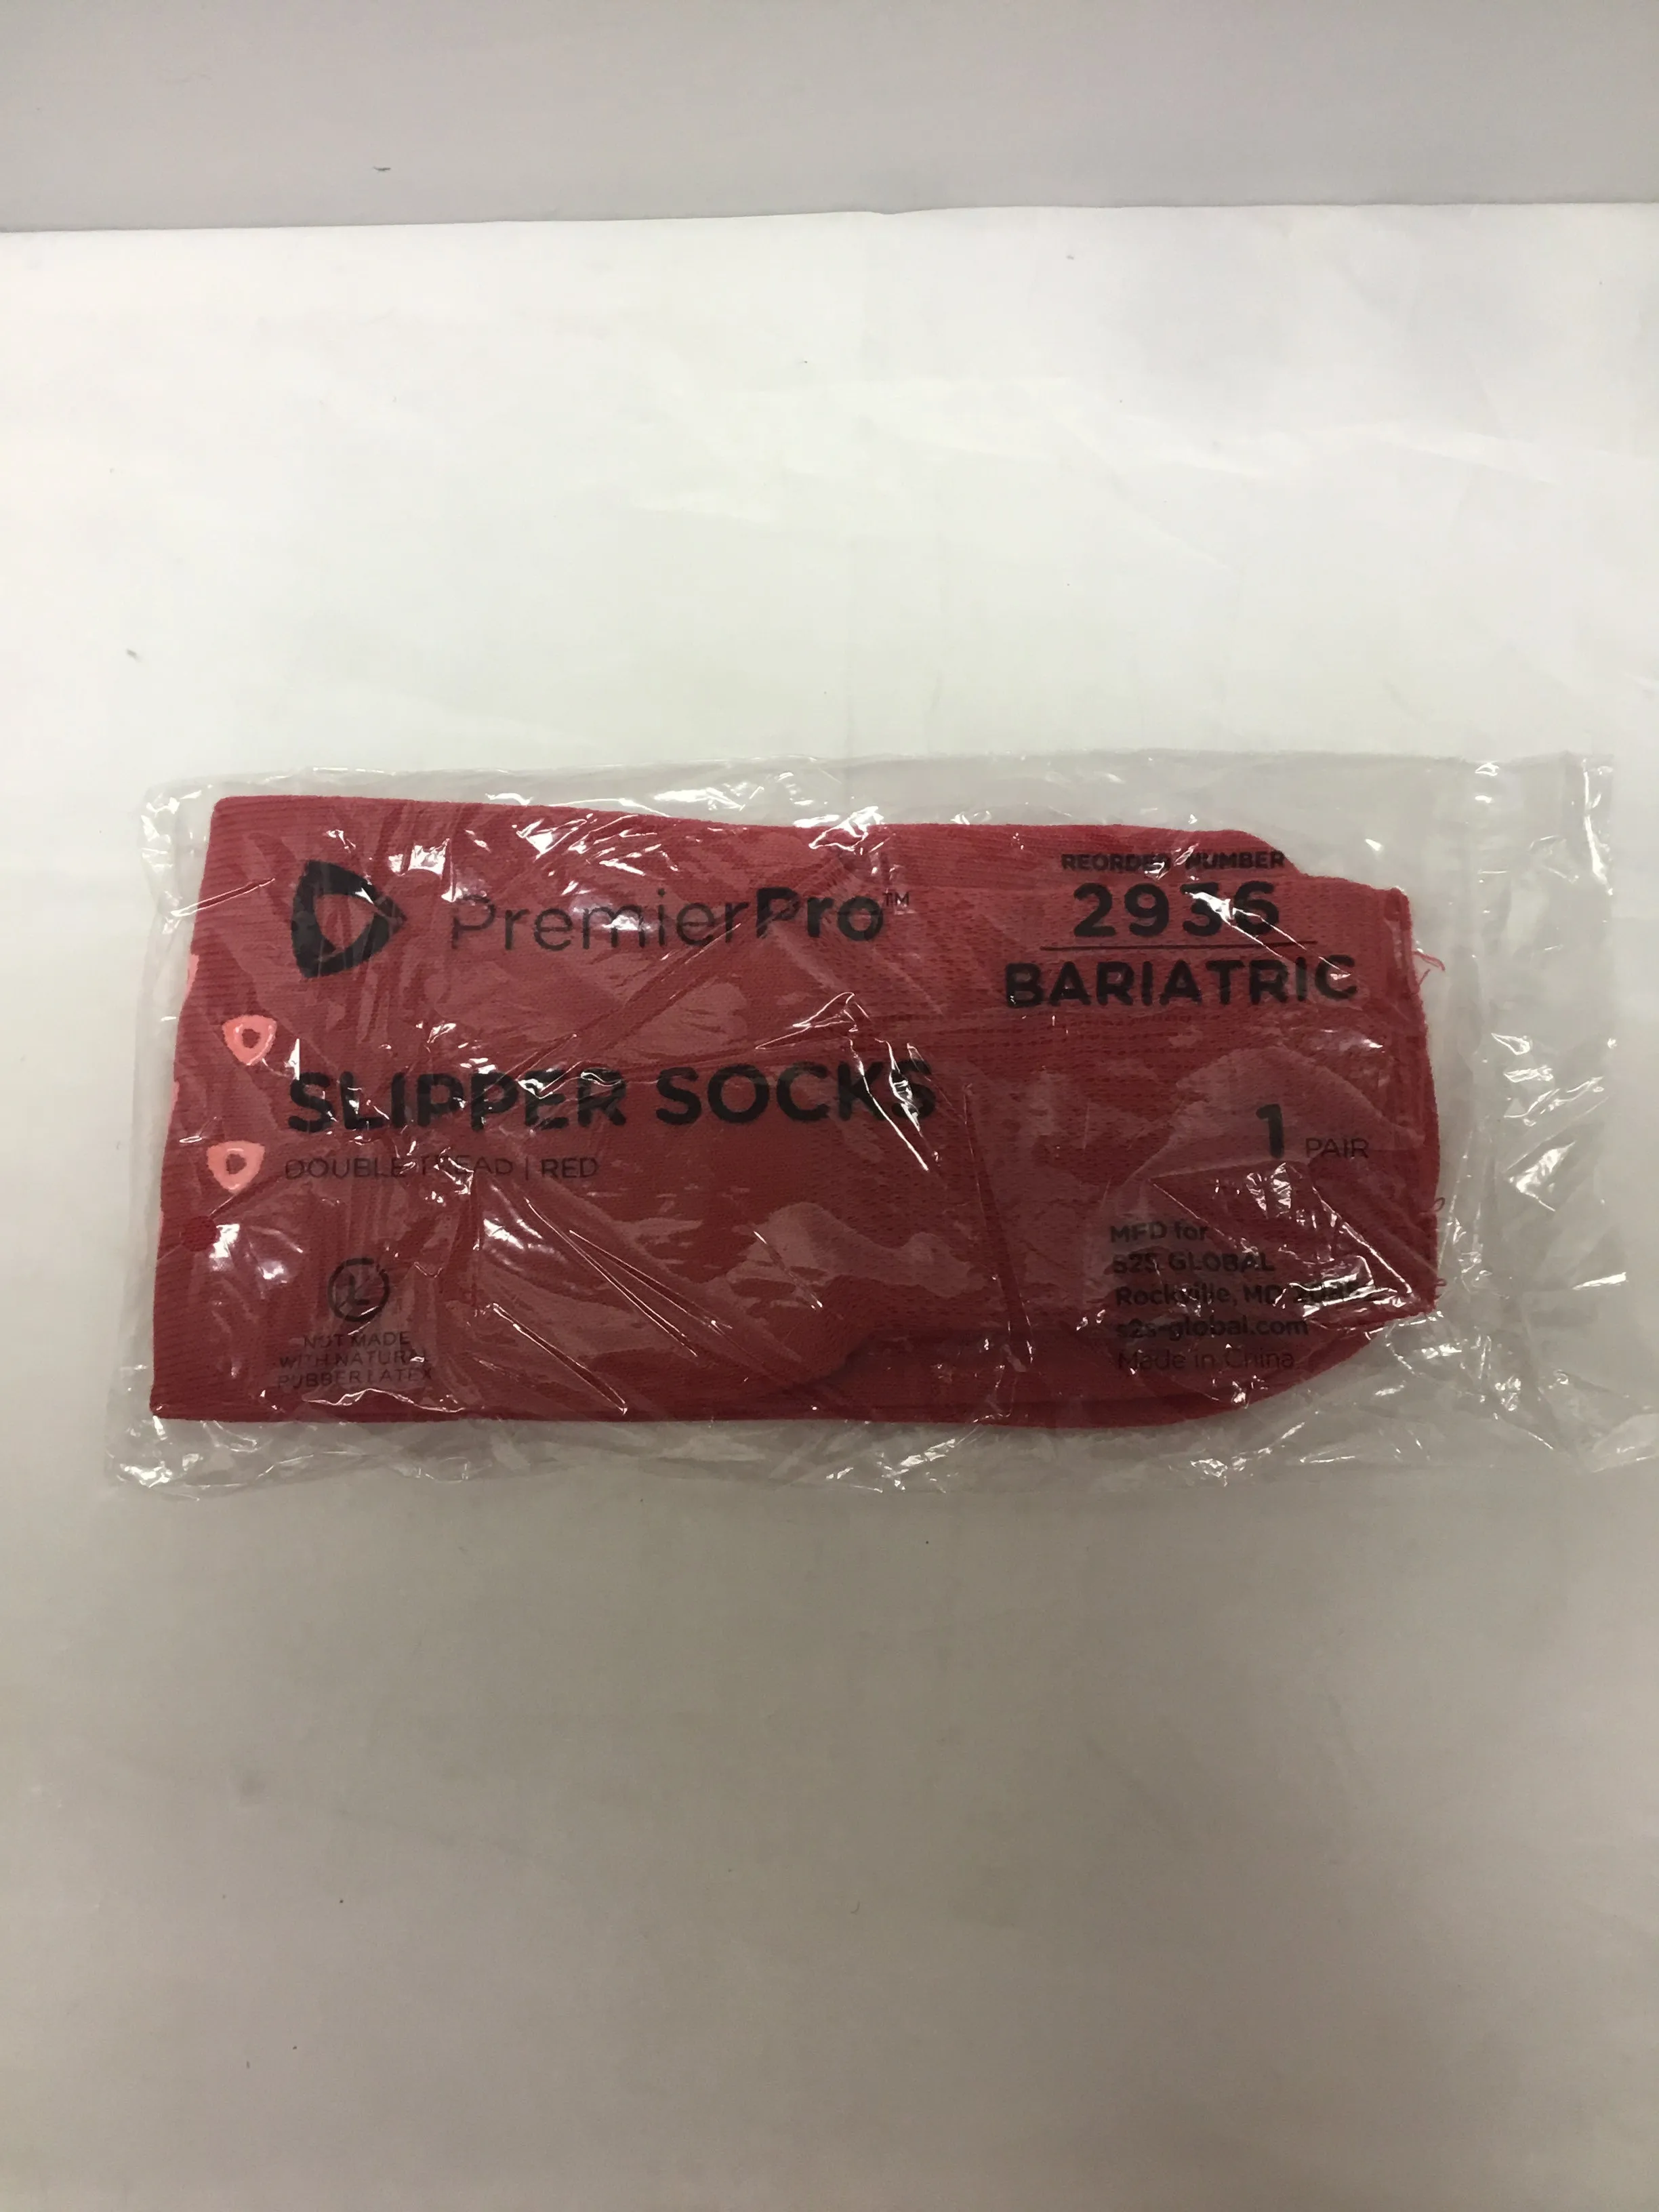 PremierPro™
REORDER NUMBER
2936
BARIATRIC
SLIPPER SOCKS
DOUBLE TREAD | RED
1 PAIR
NOT MADE
WITH NATURAL
RUBBER LATEX
MFD for
S2S GLOBAL
Rockville, MD
s2s-global.com
Made in China